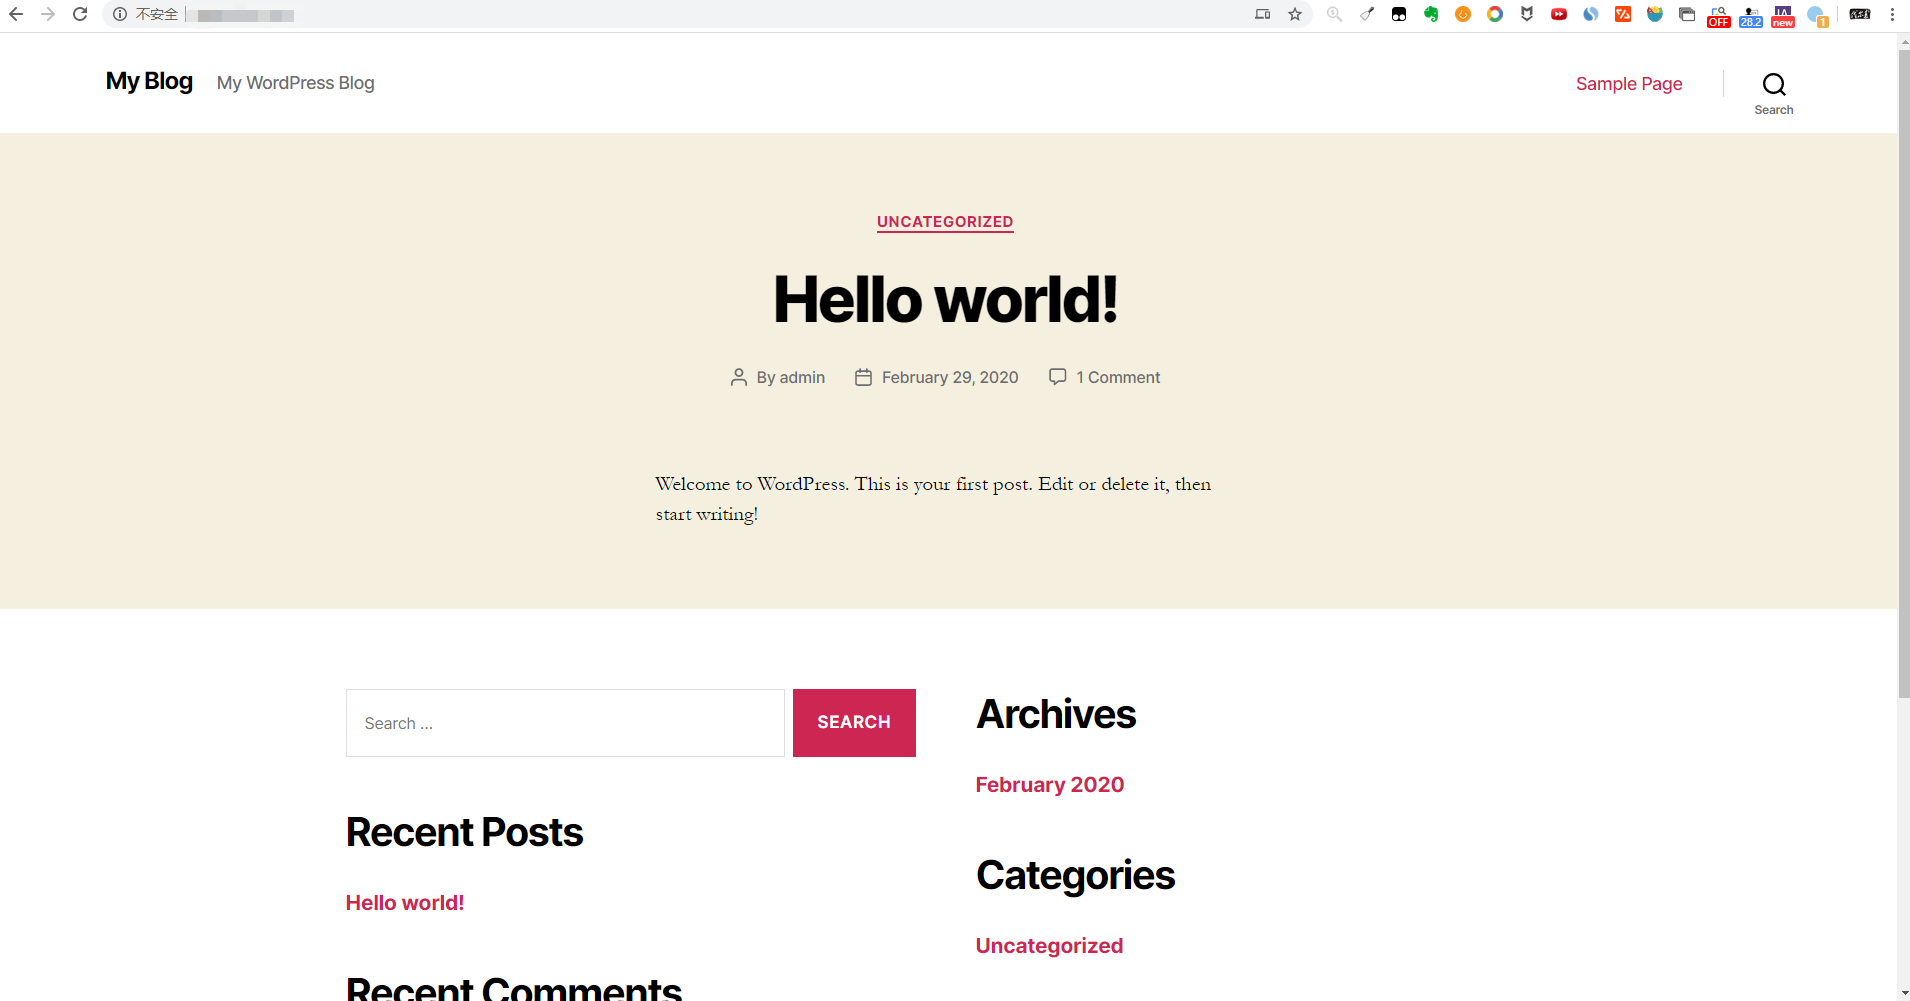 不安全
OFF
28.2
new
1
My Blog
My WordPress Blog
Sample Page
Search
UNCATEGORIZED
Hello world!
By admin
February 29, 2020
1 Comment
Welcome to WordPress. This is your first post. Edit or delete it, then
start writing!
Search …
SEARCH
Recent Posts
Hello world!
Recent Comments
Archives
February 2020
Categories
Uncategorized